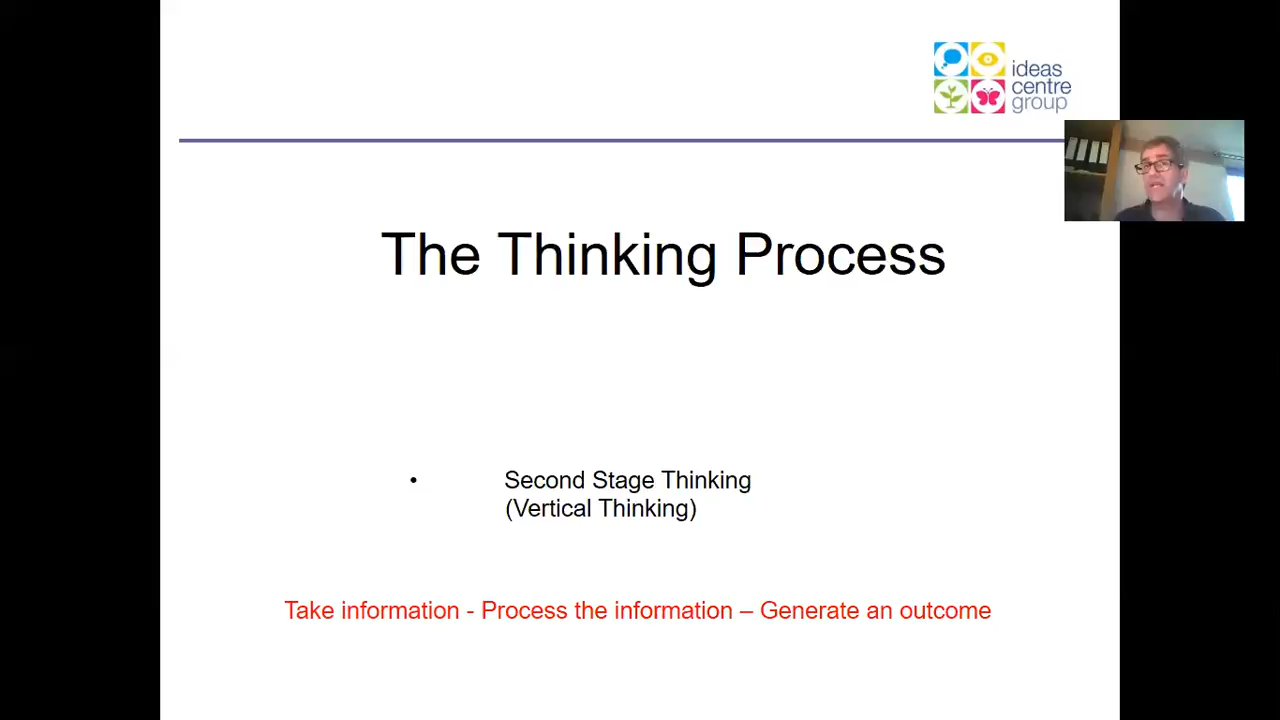 ideas
centre
group
The Thinking Process
• Second Stage Thinking
(Vertical Thinking)
Take information - Process the information – Generate an outcome